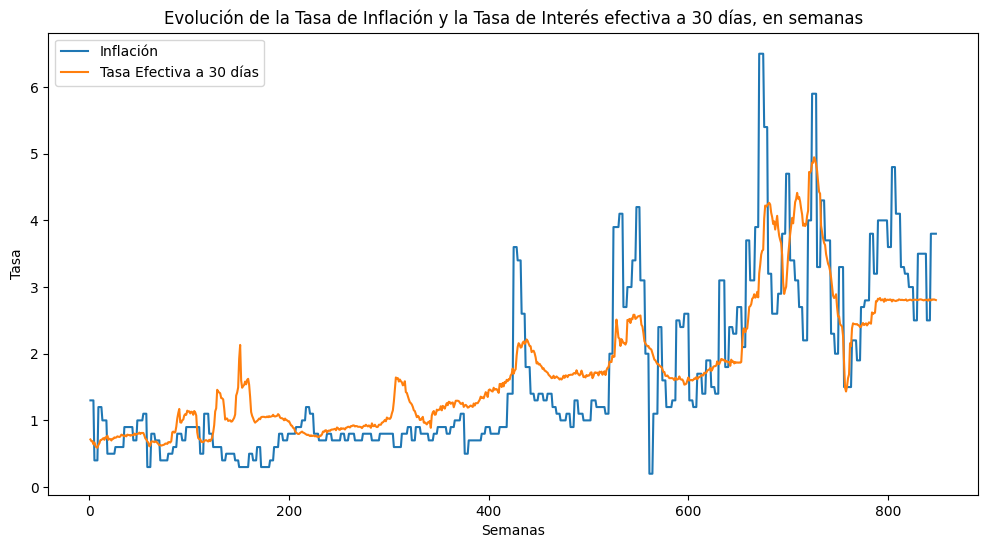 Evolución de la Tasa de Inflación y la Tasa de Interés efectiva a 30 días, en semanas
Inflación
Tasa Efectiva a 30 días
6
5
4
3
2
1
0
Tasa
0 200 400 600 800
Semanas